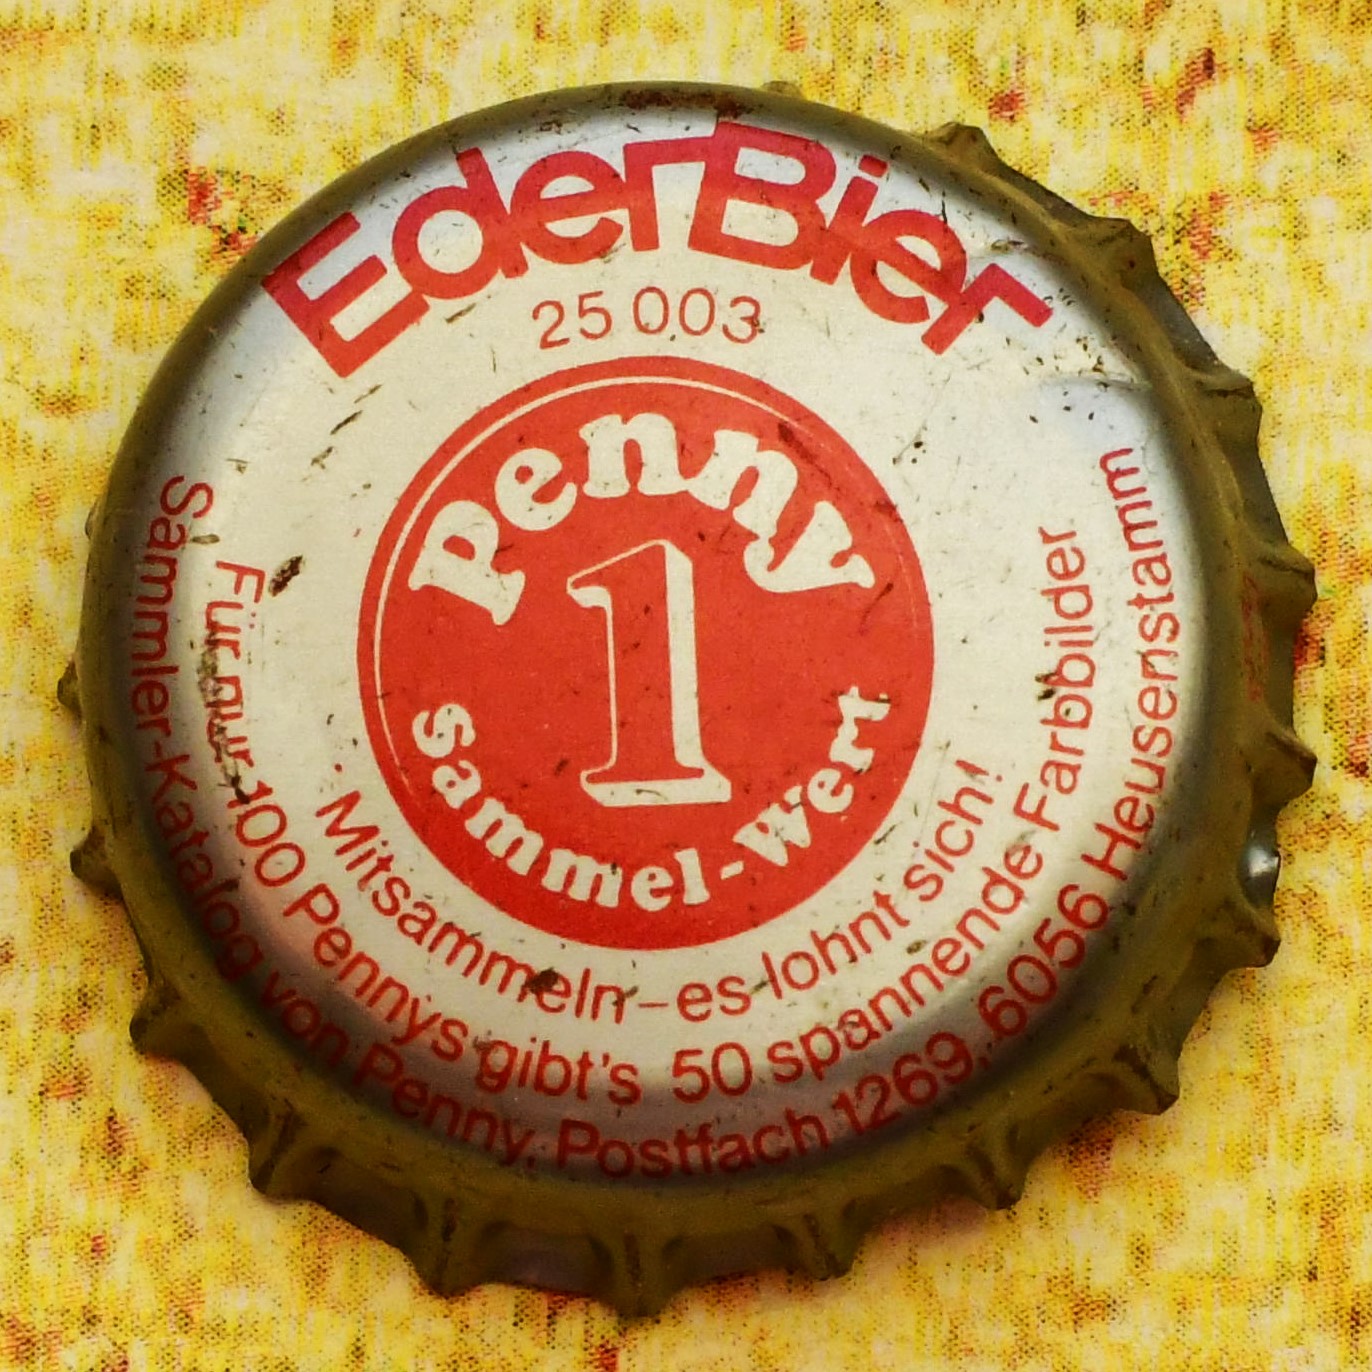 EderBier
25 003
Penny
1
Sammel-Wert
Mitsammeln-es lohnt sich!
Für nur 100 Pennys gibt's 50 spannende Farbbilder
Sammler-Katalog von Penny, Postfach 1269, 6056 Heusenstamm